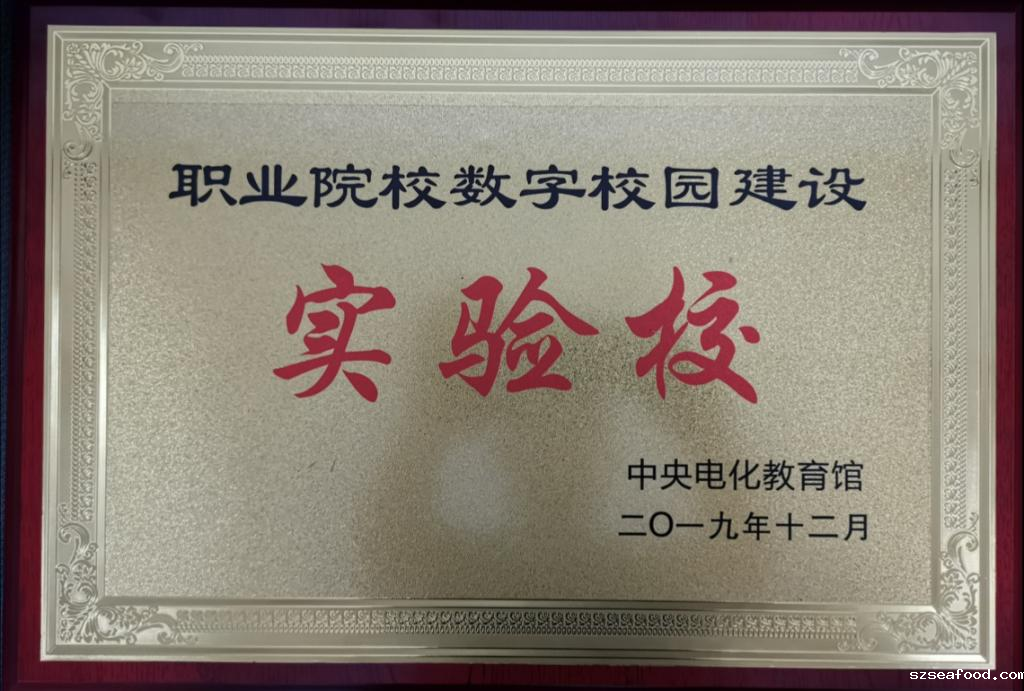 职业院校数字校园建设
实验校
中央电化教育馆
二〇一九年十二月
szseafood.com